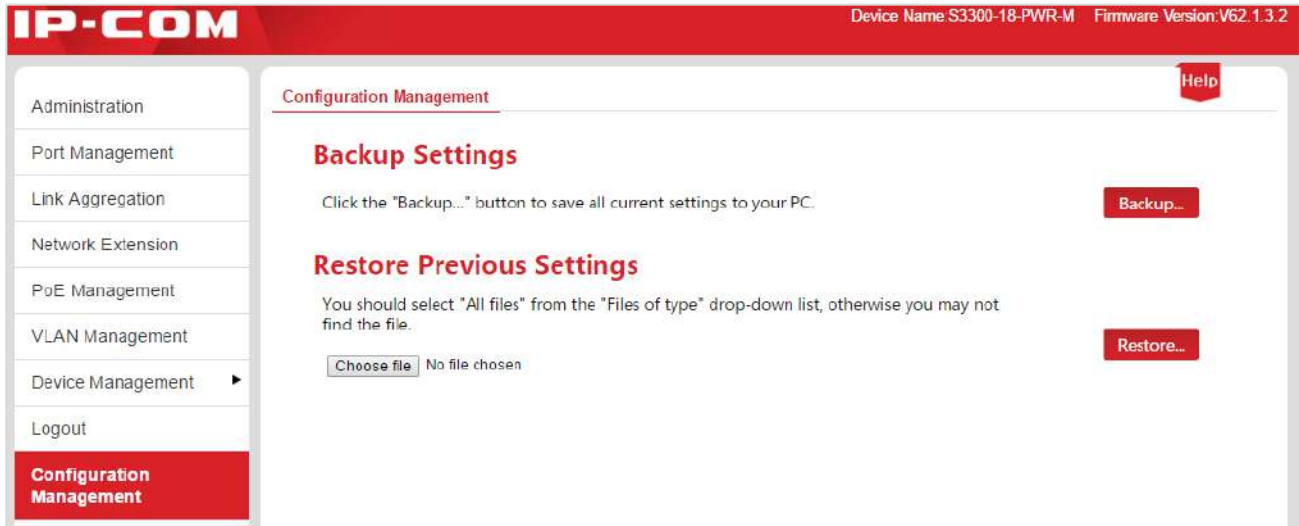 IP-COM
Device Name:S3300-18-PWR-M Firmware Version:V62.1.3.2
Help
Administration
Port Management
Link Aggregation
Network Extension
PoE Management
VLAN Management
Device Management
Logout
Configuration
Management
Configuration Management
Backup Settings
Click the "Backup..." button to save all current settings to your PC.
Backup...
Restore Previous Settings
You should select "All files" from the "Files of type" drop-down list, otherwise you may not
find the file.
Restore...
Choose file No file chosen